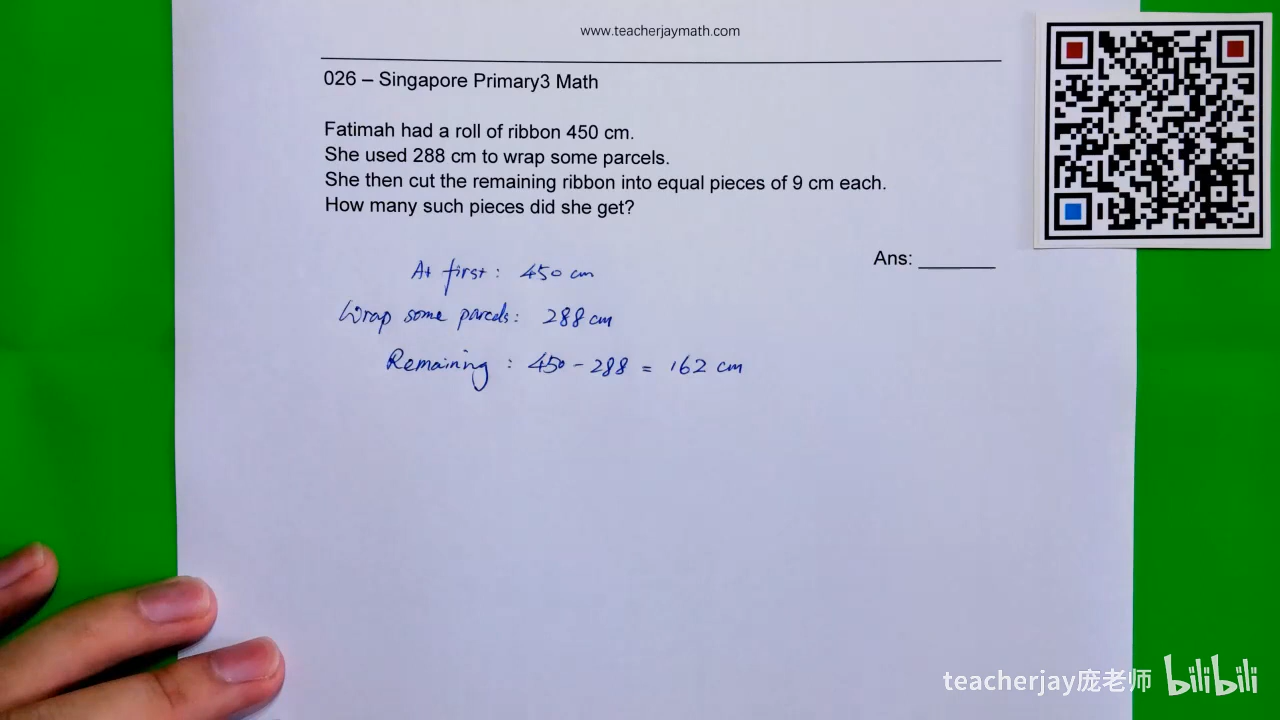 www.teacherjaymath.com
026 – Singapore Primary3 Math
Fatimah had a roll of ribbon 450 cm.
She used 288 cm to wrap some parcels.
She then cut the remaining ribbon into equal pieces of 9 cm each.
How many such pieces did she get?
Ans: ______
At first : 450 cm
Wrap some parcels : 288 cm
Remaining : 450 - 288 = 162 cm
teacherjay庞老师 bilibili